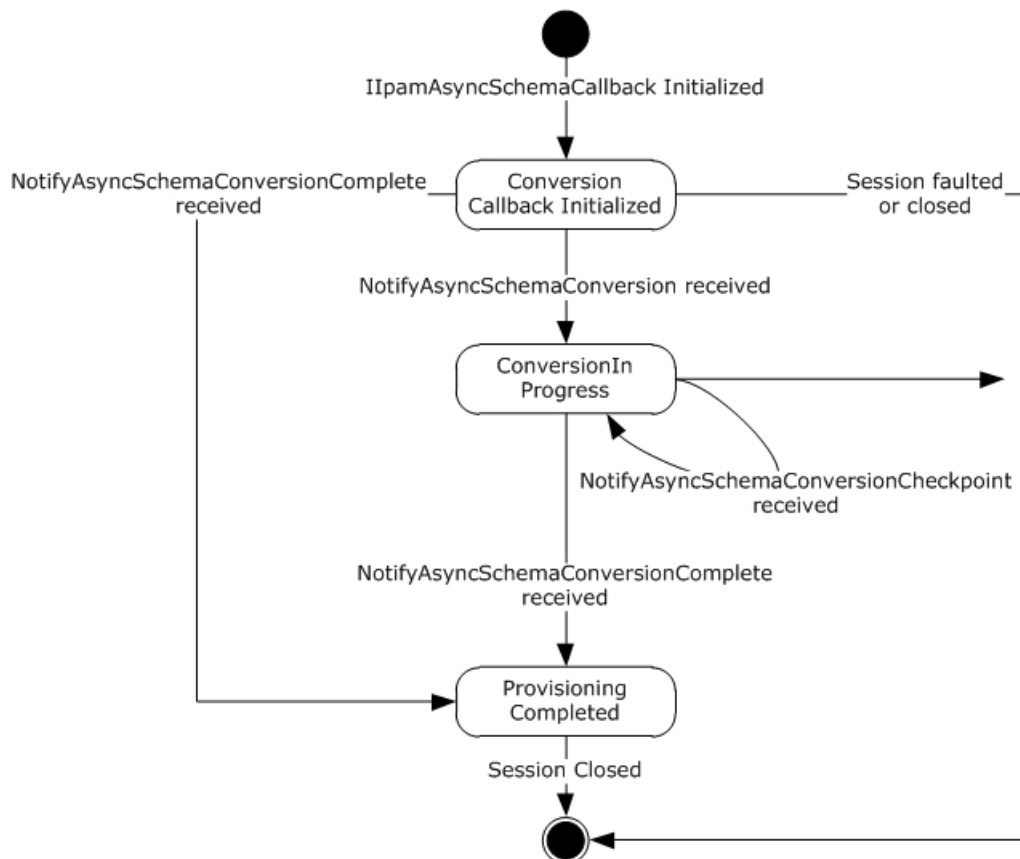 IIpamAsyncSchemaCallback Initialized
NotifyAsyncSchemaConversionComplete
received
Conversion
Callback Initialized
Session faulted
or closed
NotifyAsyncSchemaConversion received
ConversionIn
Progress
NotifyAsyncSchemaConversionCheckpoint
received
NotifyAsyncSchemaConversionComplete
received
Provisioning
Completed
Session Closed